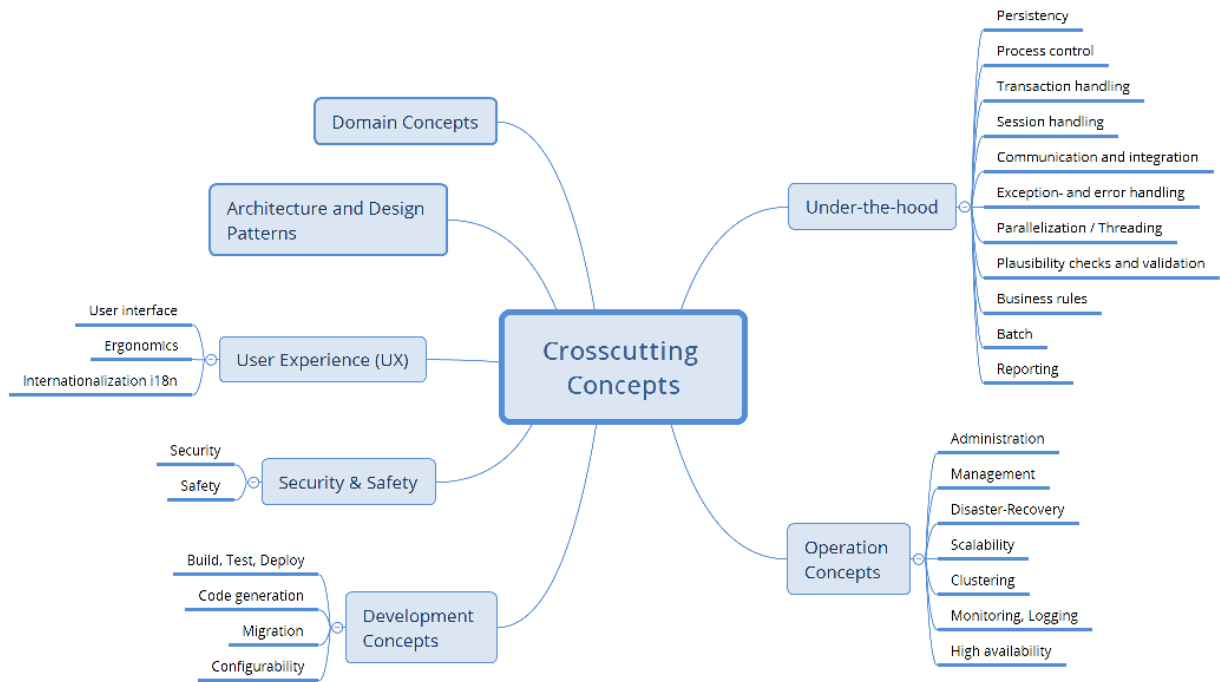 Crosscutting
Concepts
Domain Concepts
Architecture and Design
Patterns
User Experience (UX)
User interface
Ergonomics
Internationalization i18n
Security & Safety
Security
Safety
Development
Concepts
Build, Test, Deploy
Code generation
Migration
Configurability
Under-the-hood
Persistency
Process control
Transaction handling
Session handling
Communication and integration
Exception- and error handling
Parallelization / Threading
Plausibility checks and validation
Business rules
Batch
Reporting
Operation
Concepts
Administration
Management
Disaster-Recovery
Scalability
Clustering
Monitoring, Logging
High availability